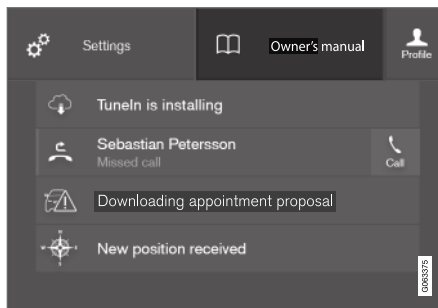 Settings
Owner's manual
Profile
TuneIn is installing
Sebastian Petersson
Missed call
Call
Downloading appointment proposal
New position received
G063375